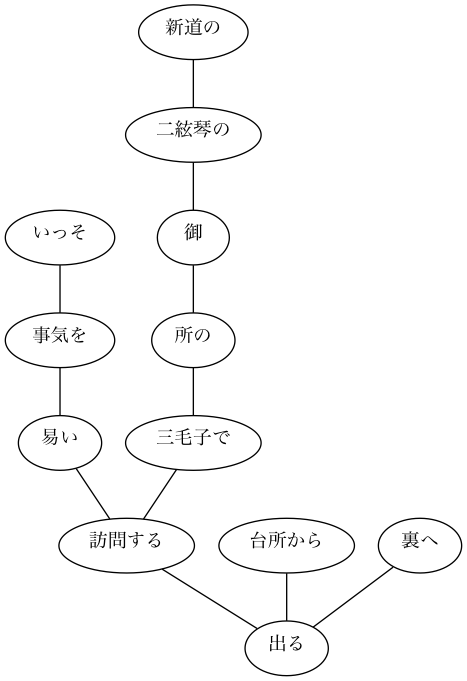 新道の
二絃琴の
いっそ
御
事気を
所の
易い
三毛子で
訪問する
台所から
裏へ
出る